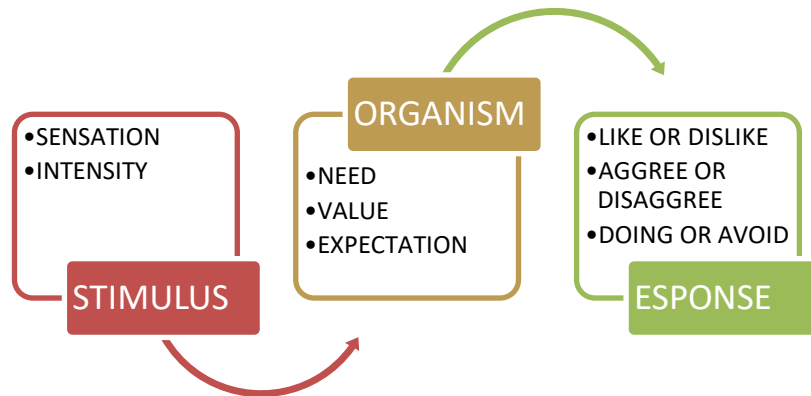 •SENSATION
•INTENSITY
STIMULUS
ORGANISM
•NEED
•VALUE
•EXPECTATION
•LIKE OR DISLIKE
•AGGREE OR
DISAGGREE
•DOING OR AVOID
ESPONSE